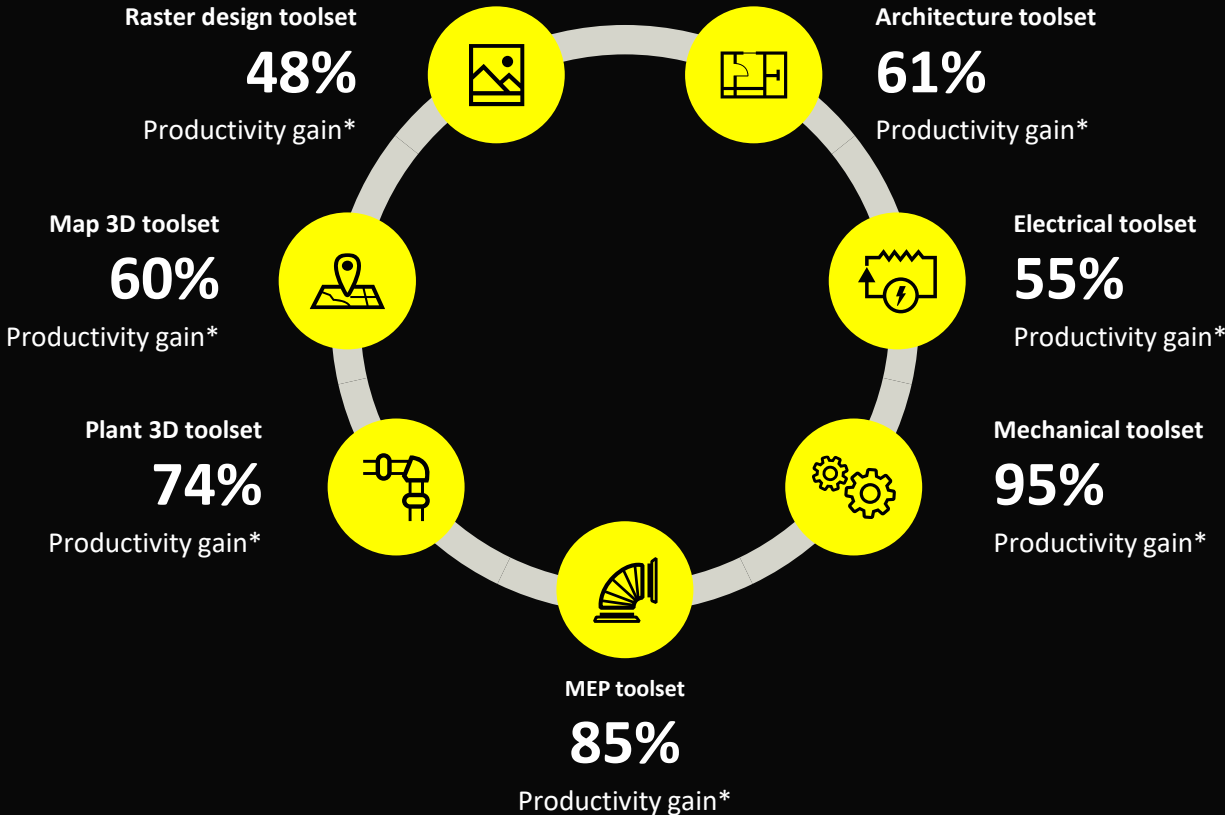 Raster design toolset
48%
Productivity gain*
Architecture toolset
61%
Productivity gain*
Map 3D toolset
60%
Productivity gain*
Electrical toolset
55%
Productivity gain*
Plant 3D toolset
74%
Productivity gain*
Mechanical toolset
95%
Productivity gain*
MEP toolset
85%
Productivity gain*